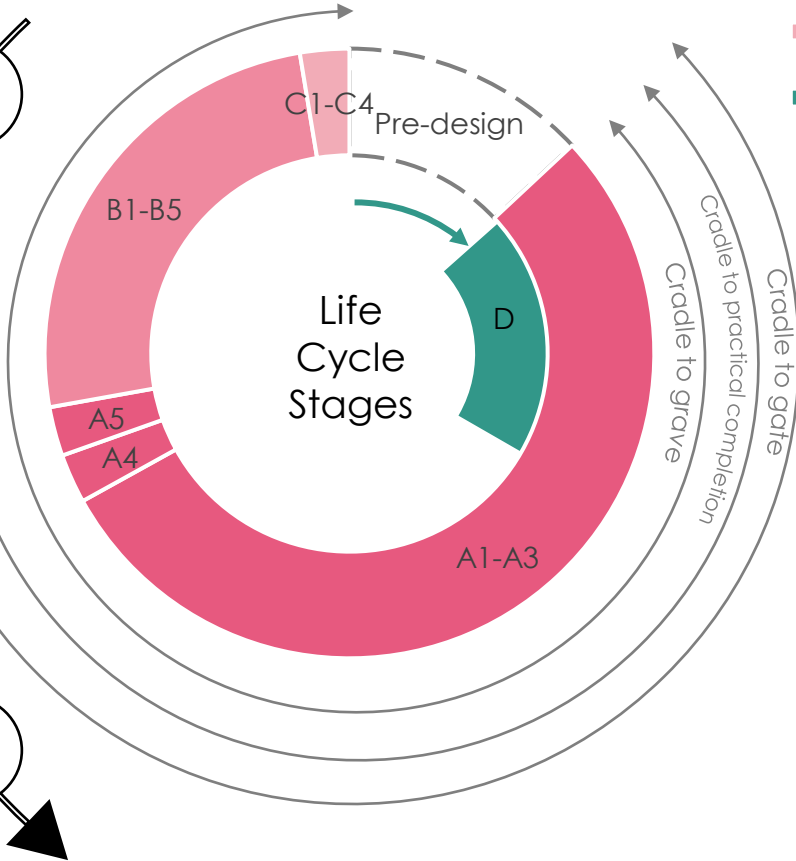 C1-C4
Pre-design
B1-B5
D
Life
Cycle
Stages
A5
A4
A1-A3
Cradle to grave
Cradle to practical completion
Cradle to gate